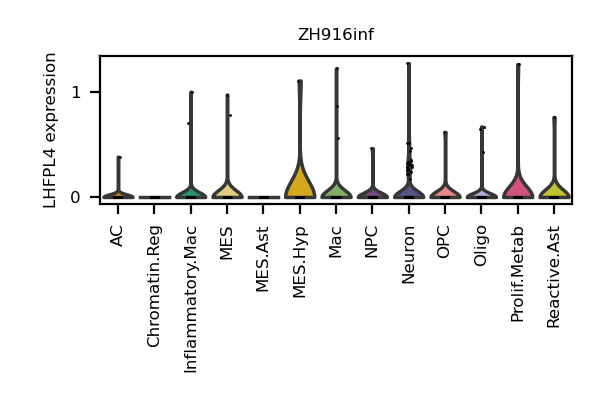 ZH916inf
LHFPL4 expression
1
0
AC
Chromatin.Reg
Inflammatory.Mac
MES
MES.Ast
MES.Hyp
Mac
NPC
Neuron
OPC
Oligo
Prolif.Metab
Reactive.Ast